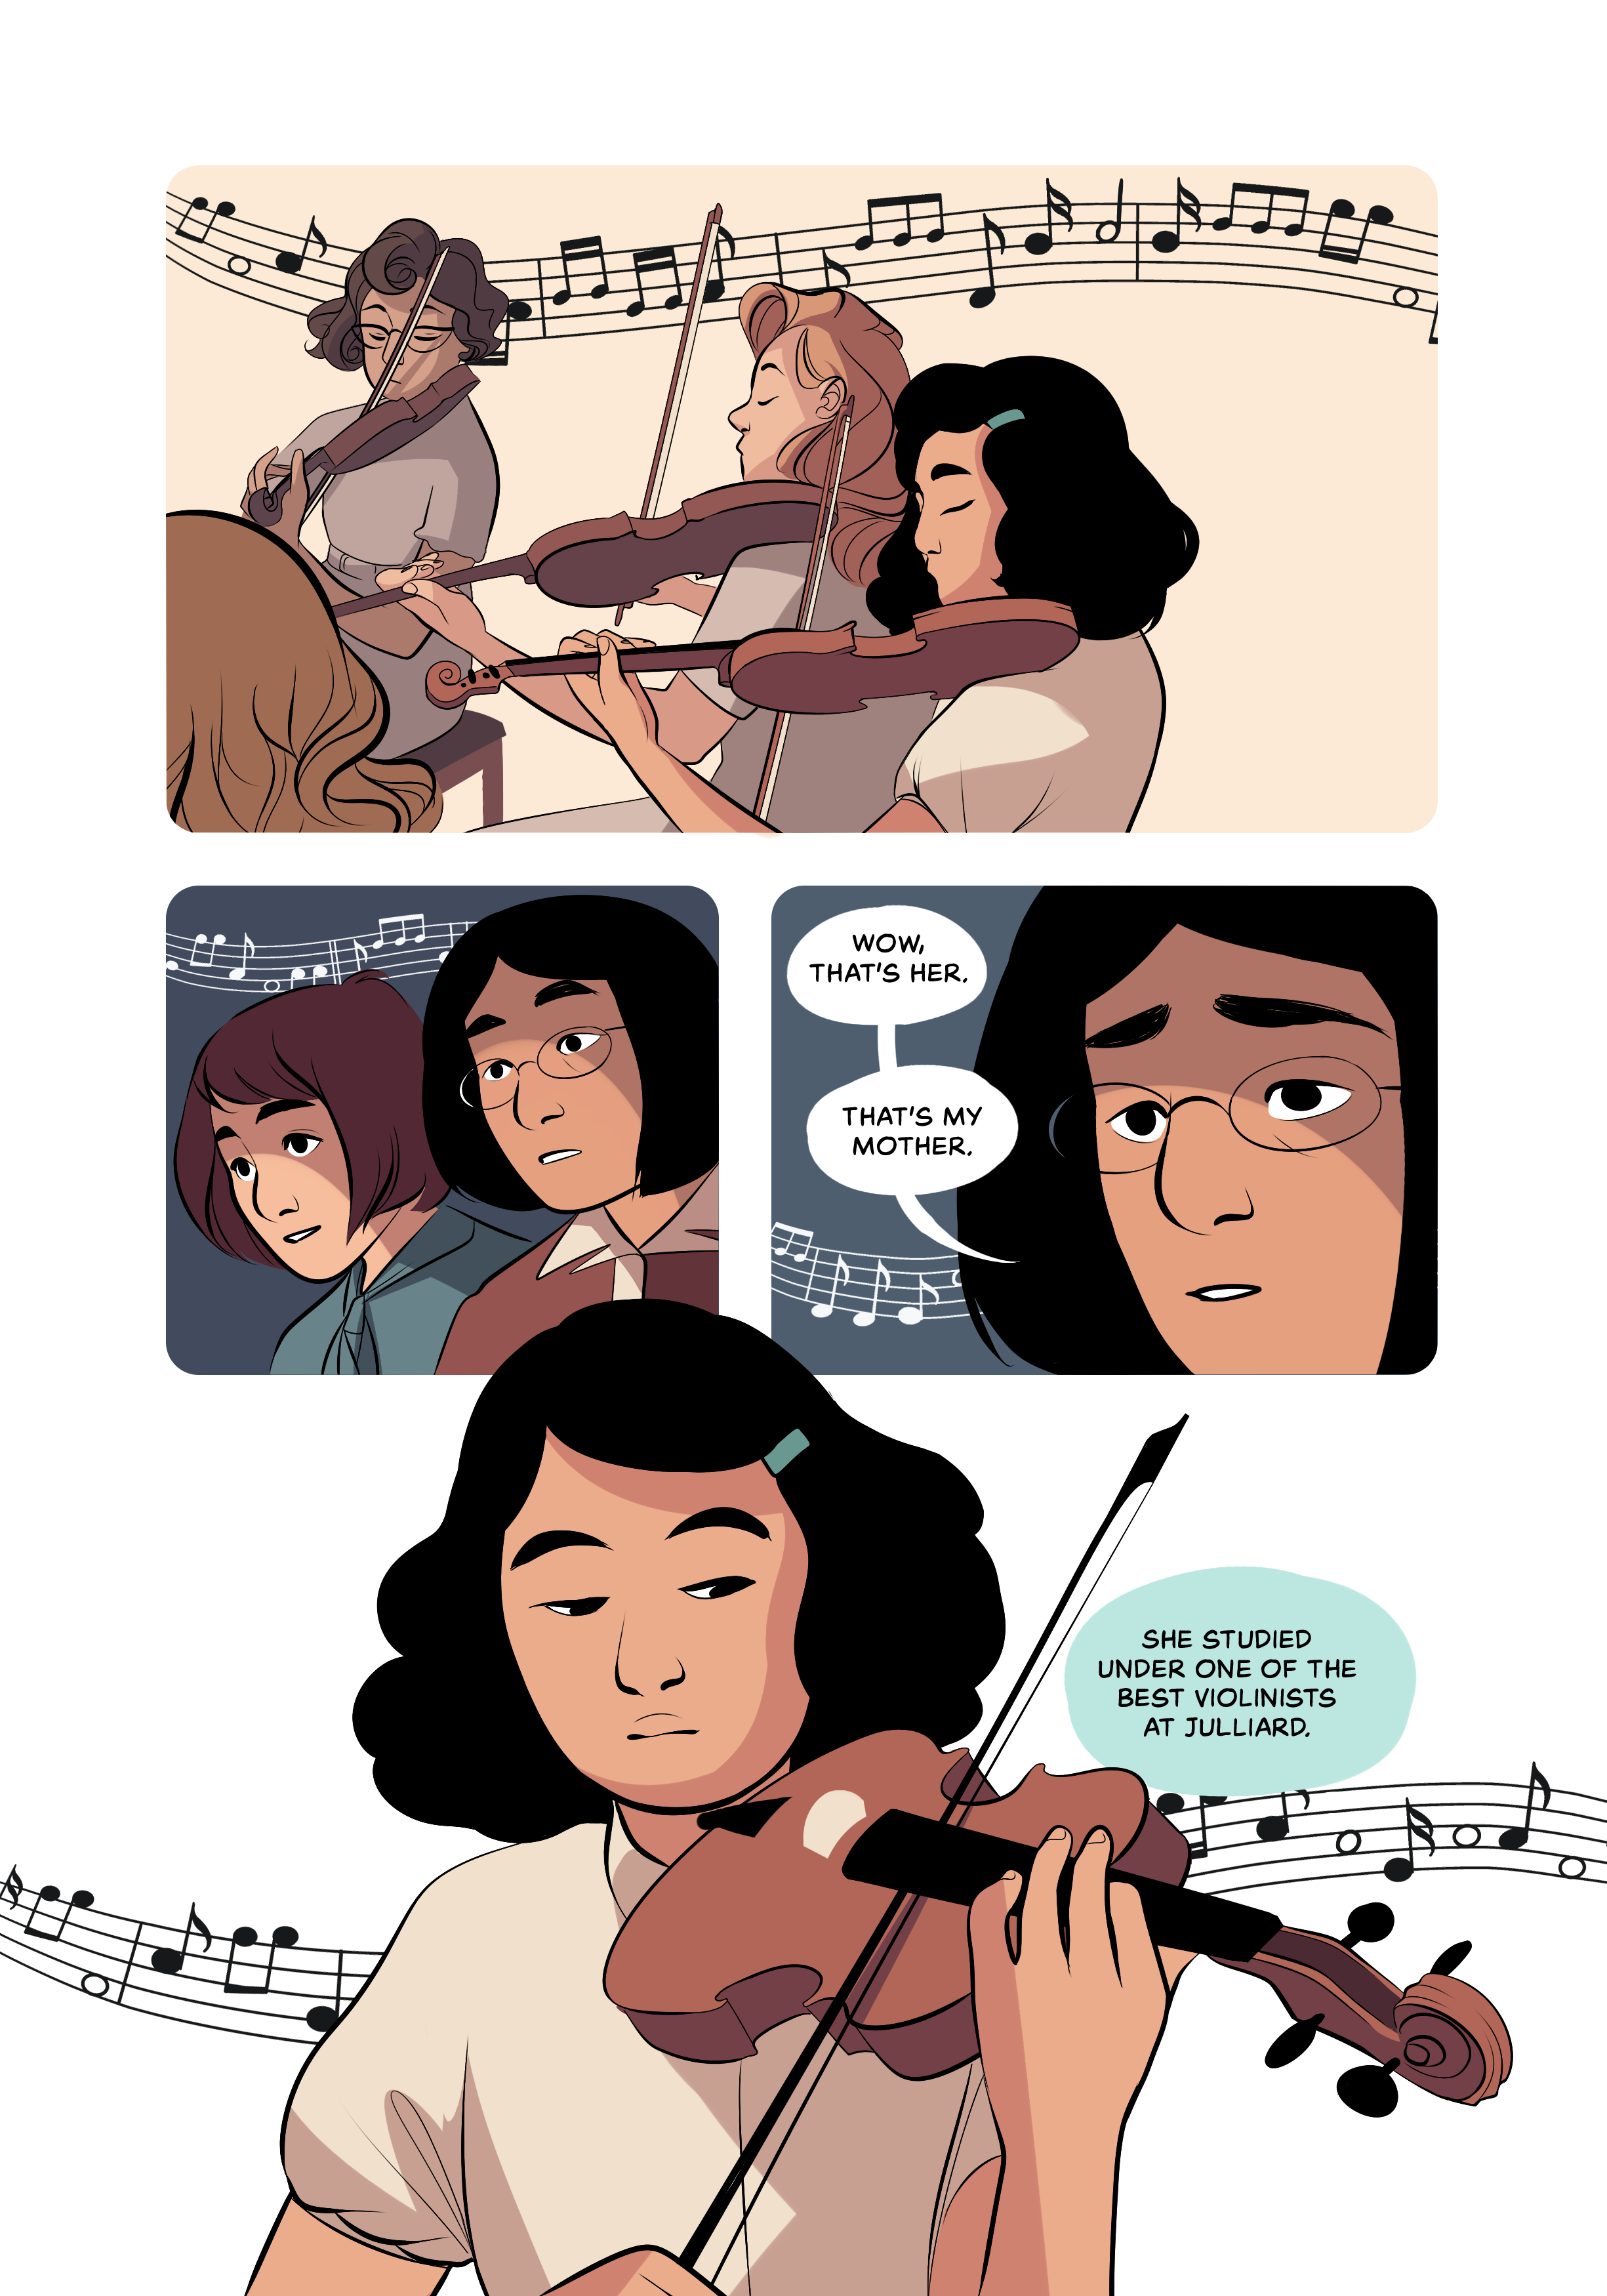 WOW,
THAT'S HER.
THAT'S MY
MOTHER.
SHE STUDIED
UNDER ONE OF THE
BEST VIOLINISTS
AT JULLIARD.